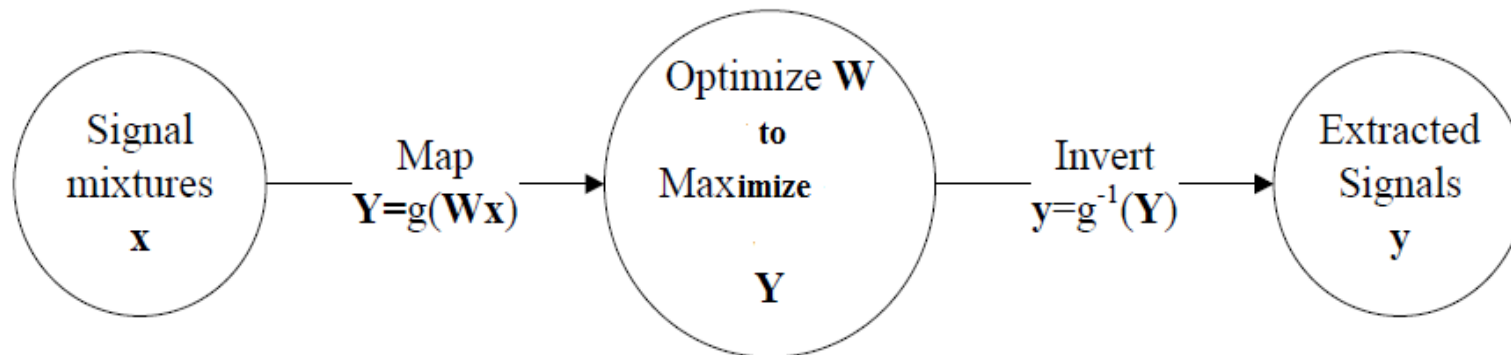 Signal
mixtures
x
Map
Y=g(Wx)
Optimize W
to
Maximize
Y
Invert
y=g⁻¹(Y)
Extracted
Signals
y